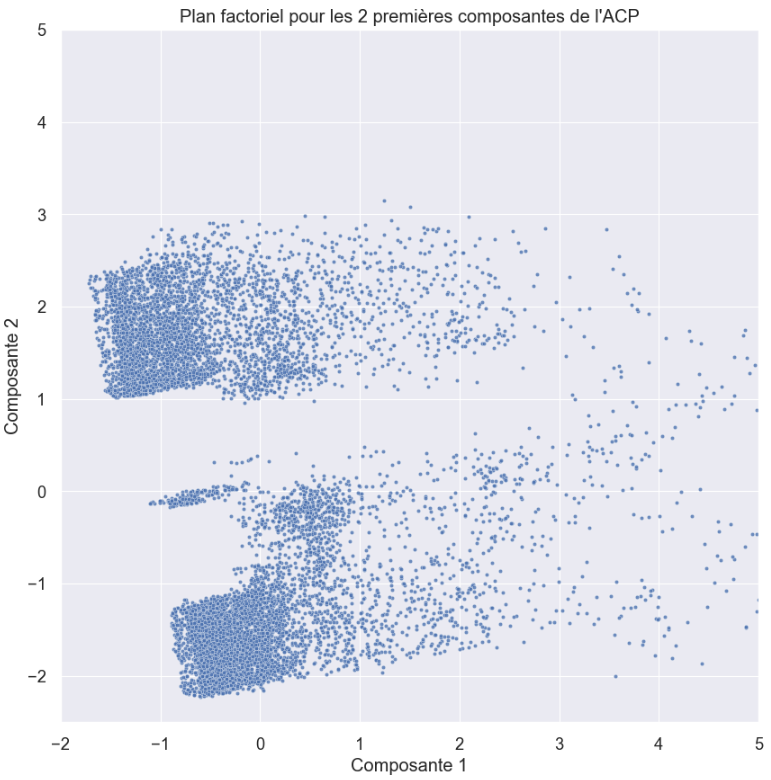 Plan factoriel pour les 2 premières composantes de l'ACP
5
4
3
2
1
0
−1
−2
Composante 2
−2 −1 0 1 2 3 4 5
Composante 1